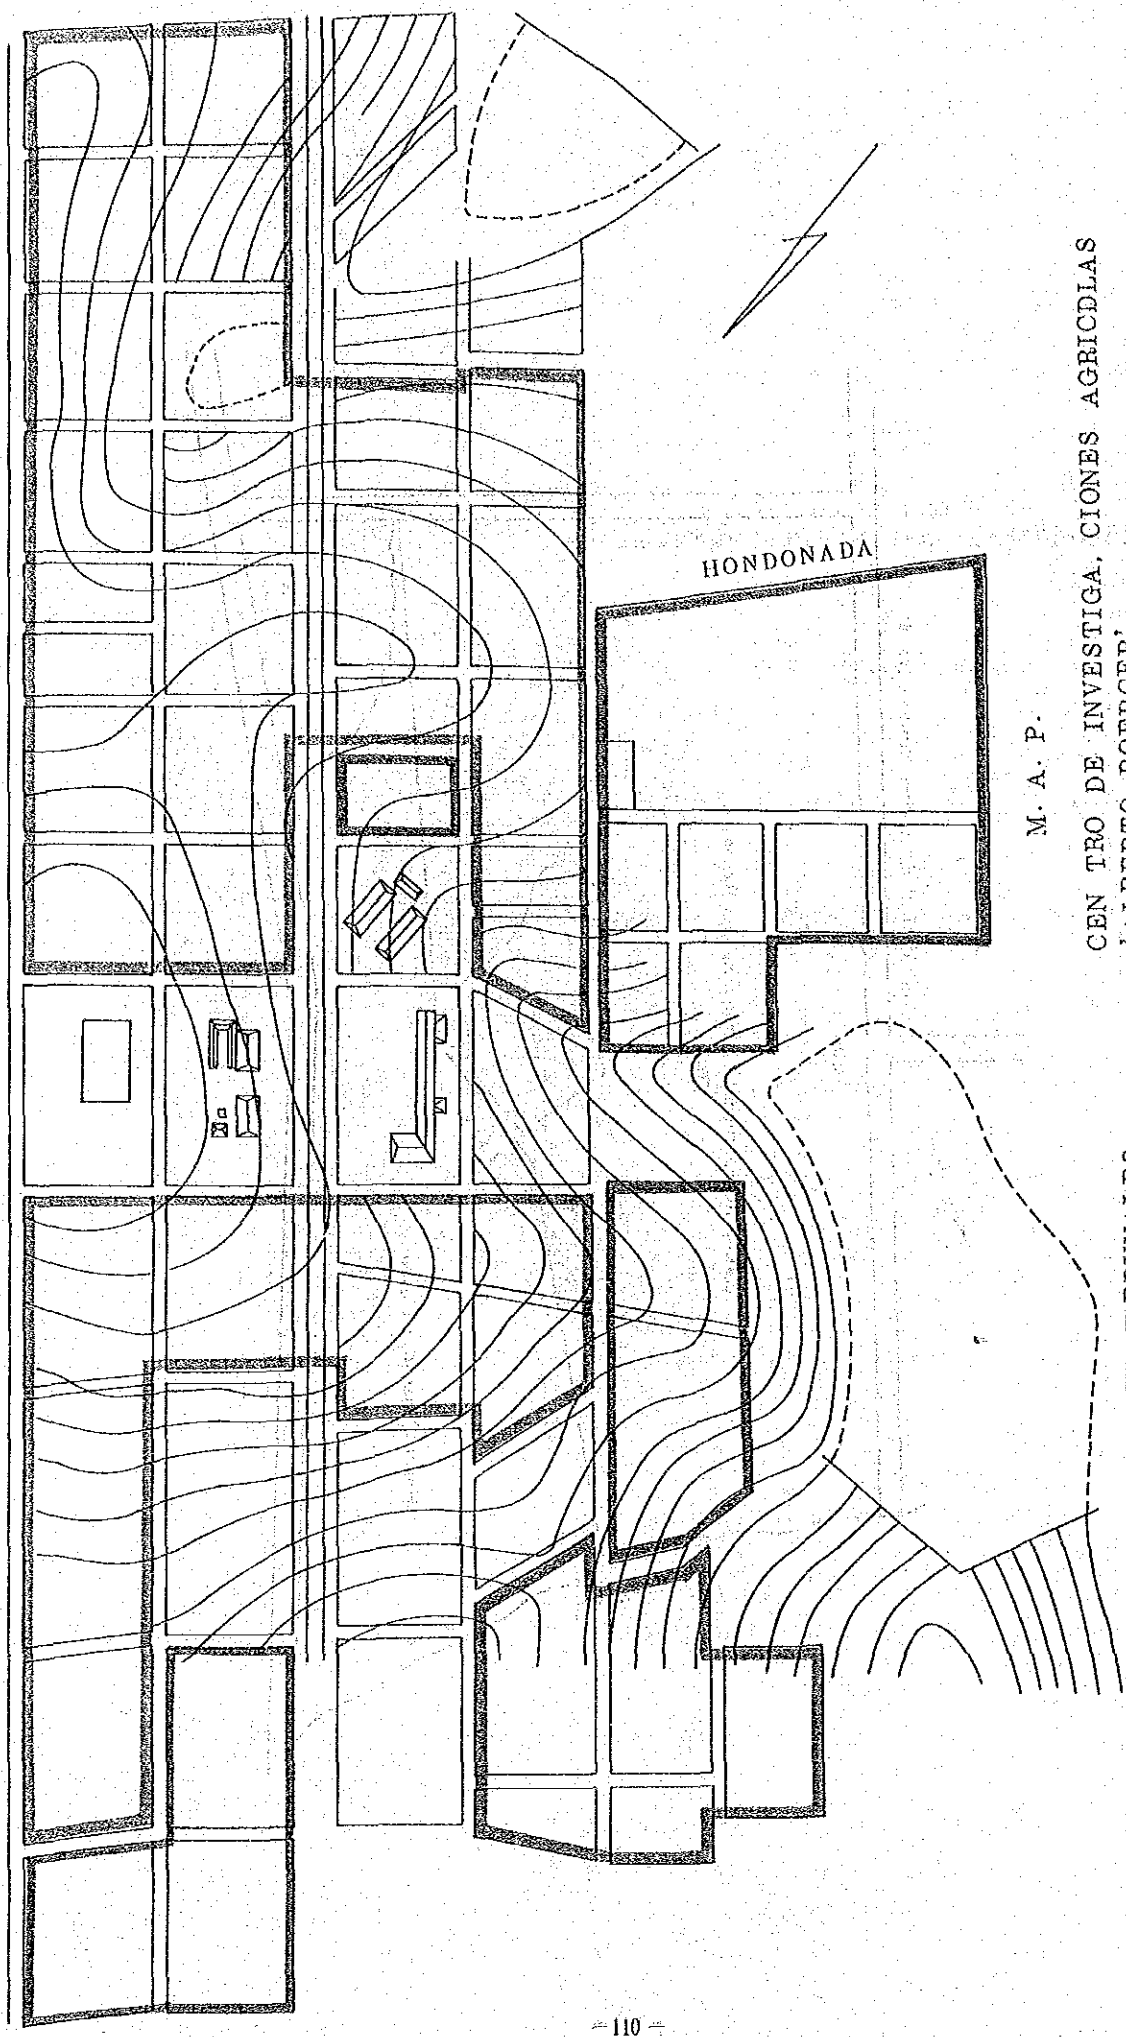 HONDONADA
M. A. P.
CEN TRO DE INVESTIGA, CIONES AGRICOLAS
— 110 —